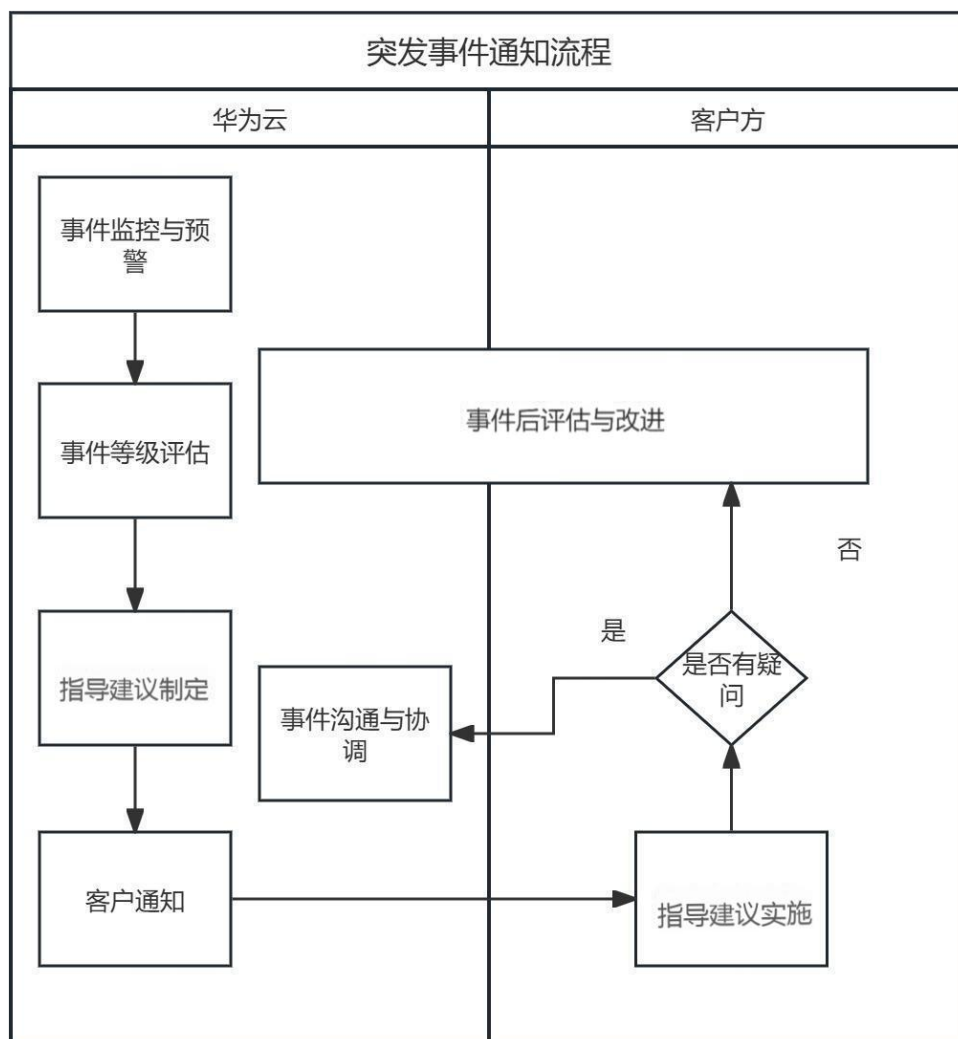 突发事件通知流程
华为云
客户方
事件监控与预
警
事件后评估与改进
事件等级评估
否
是
是否有疑
问
指导建议制定
事件沟通与协
调
客户通知
指导建议实施